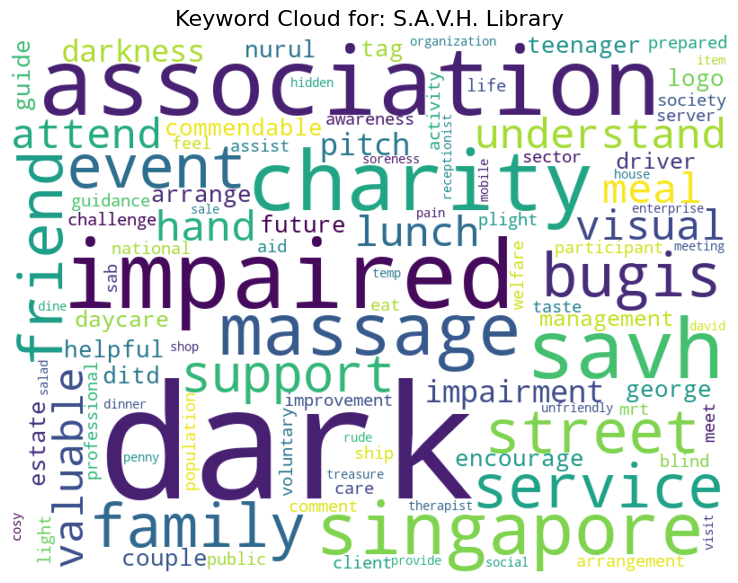 Keyword Cloud for: S.A.V.H. Library
guide
darkness
nurul
tag
organization
teenager
prepared
item
association
hidden
life
logo
society
server
attend
commendable
feel
assist
awareness
pitch
activity
receptionist
understand
friend
event
soreness
mobile
sector
driver
house
guidance
arrange
charity
meal
challenge
hand
sale
future
lunch
pain
plight
visual
enterprise
national
aid
participant
meeting
sab
impaired
temp
welfare
bugis
dine
daycare
eat
taste
management
david
helpful
shop
massage
savh
salad
ditd
support
impairment
george
estate
valuable
professional
dinner
dark
improvement
unfriendly
mrt
meet
penny
population
voluntary
rude
ship
street
encourage
blind
treasure
care
service
cosy
light
family
comment
therapist
singapore
visit
couple
public
client
provide
social
arrangement